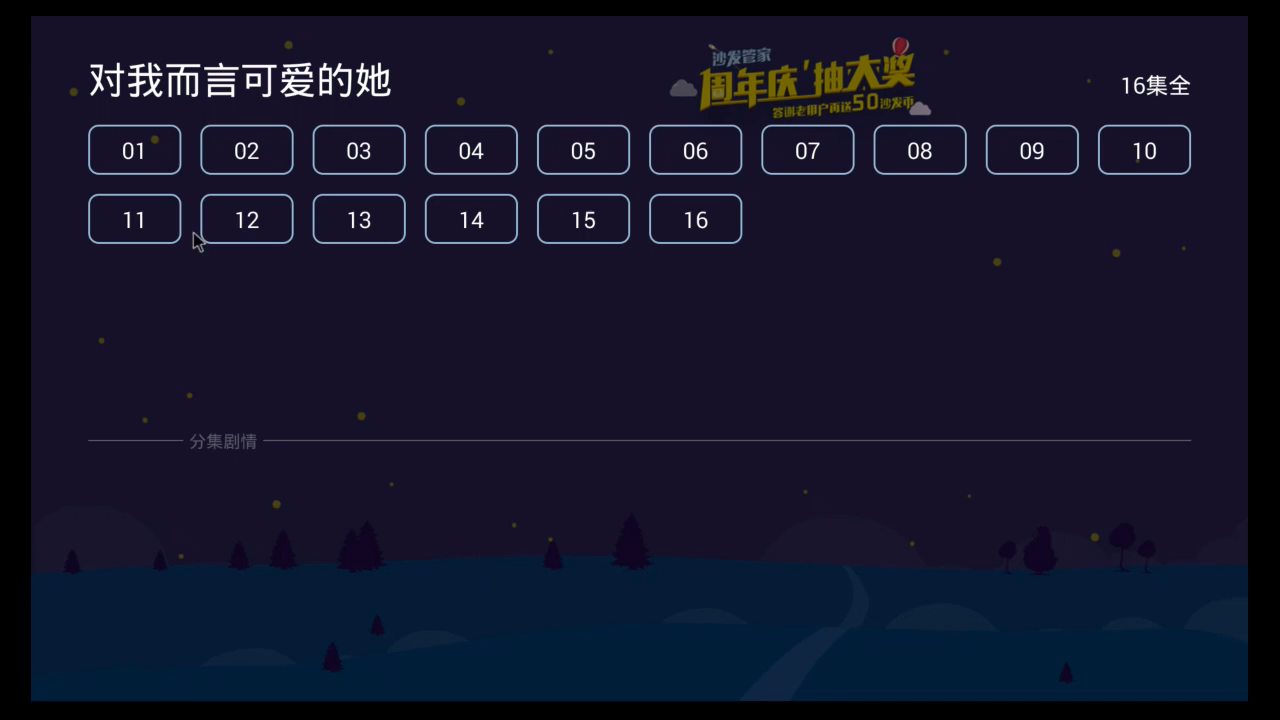 对我而言可爱的她
沙发管家
周年庆'抽大奖
答谢老用户再送50沙发币
16集全
01 02 03 04 05 06 07 08 09 10
11 12 13 14 15 16
分集剧情